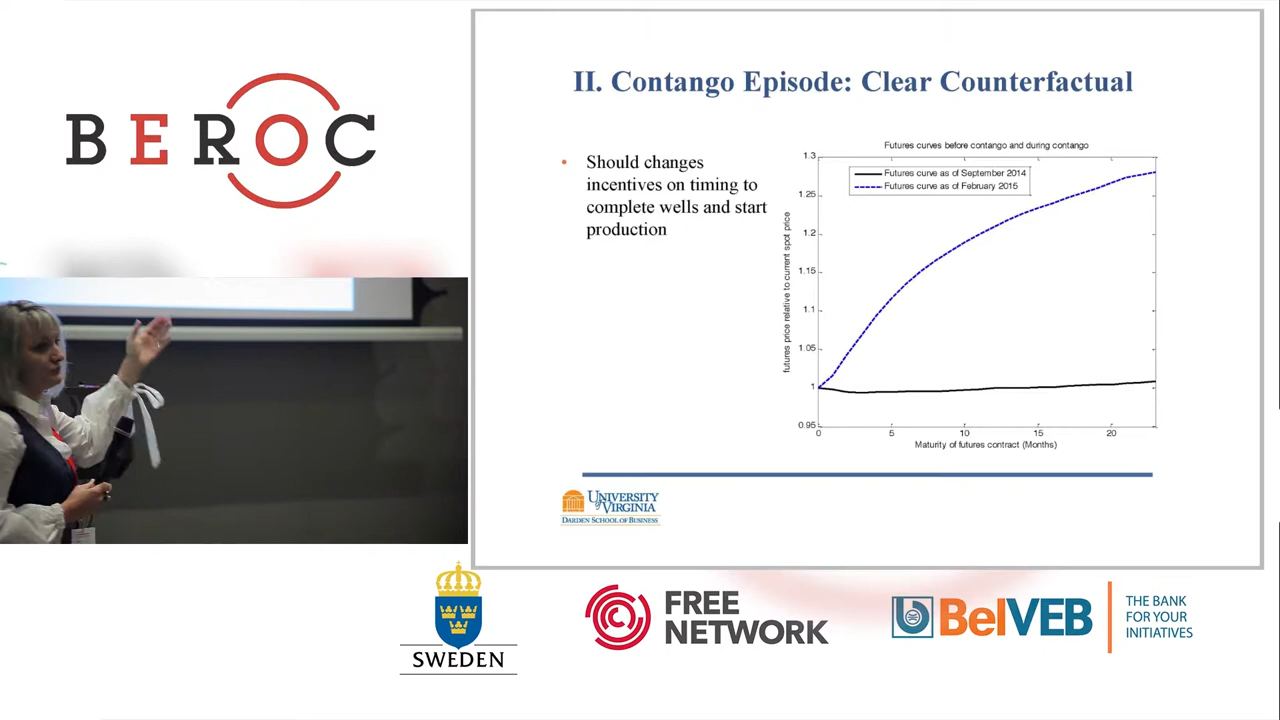 BEROC
II. Contango Episode: Clear Counterfactual
• Should changes
incentives on timing to
complete wells and start
production
Futures curves before contango and during contango
Futures curve as of September 2014
Futures curve as of February 2015
futures price relative to current spot price
1.3
1.25
1.2
1.15
1.1
1.05
1
0.95
0
5
10
15
20
Maturity of futures contract (Months)
UNIVERSITY
of VIRGINIA
DARDEN SCHOOL OF BUSINESS
SWEDEN
FREE
NETWORK
BelVEB
THE BANK
FOR YOUR
INITIATIVES